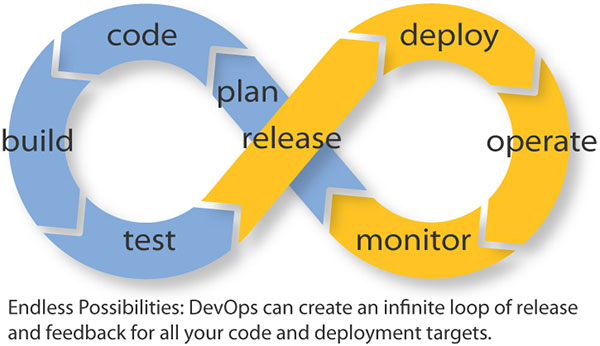 code
deploy
plan
build
release
operate
test
monitor
Endless Possibilities: DevOps can create an infinite loop of release
and feedback for all your code and deployment targets.